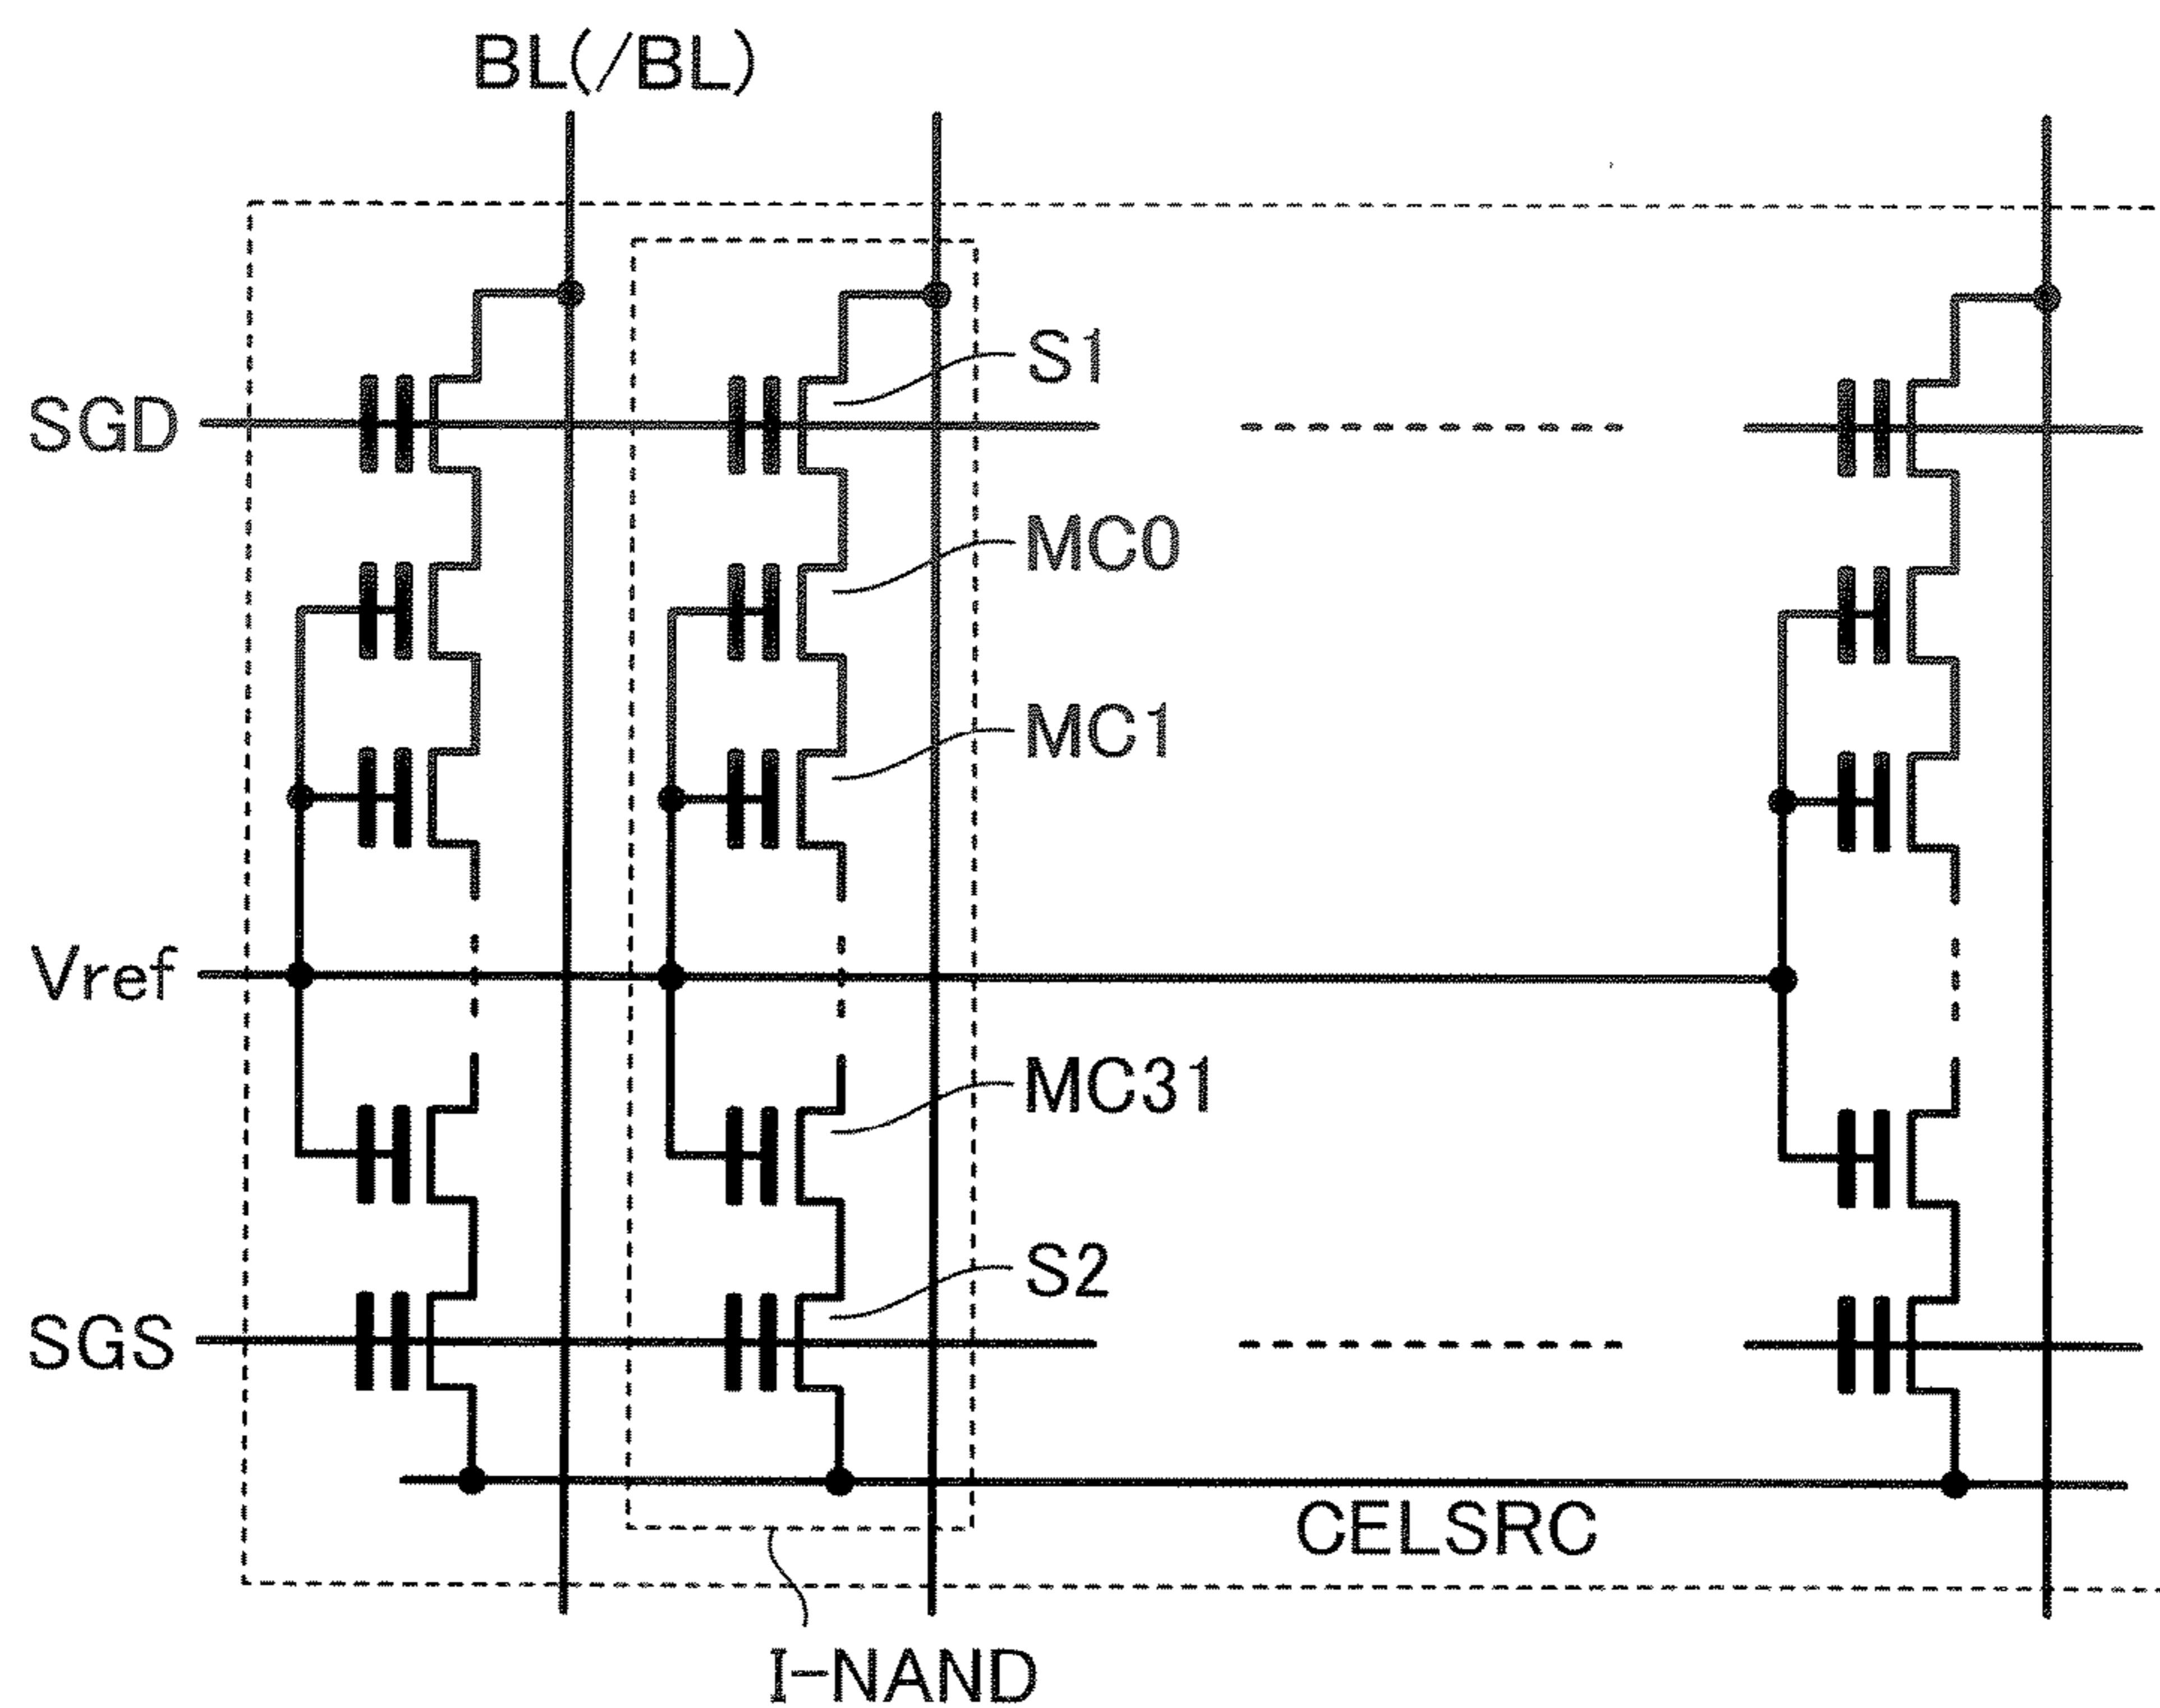 BL(/BL)
S1
SGD
MC0
MC1
Vref
MC31
S2
SGS
CELSRC
I-NAND